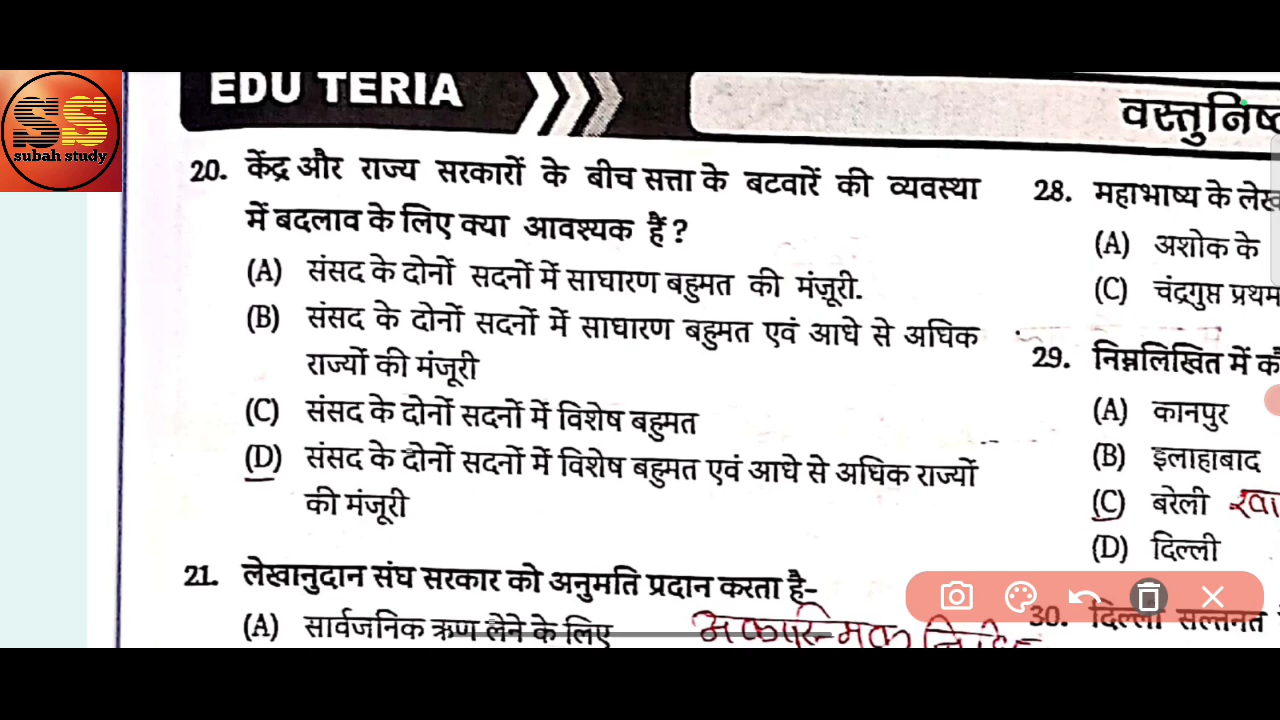 SS
subah study
EDU TERIA
20. केंद्र और राज्य सरकारों के बीच सत्ता के बटवारें की व्यवस्था
में बदलाव के लिए क्या आवश्यक हैं ?
(A) संसद के दोनों सदनों में साधारण बहुमत की मंज़ूरी.
(B) संसद के दोनों सदनों में साधारण बहुमत एवं आधे से अधिक
राज्यों की मंजूरी
(C) संसद के दोनों सदनों में विशेष बहुमत
(D) संसद के दोनों सदनों में विशेष बहुमत एवं आधे से अधिक राज्यों
की मंजूरी
21. लेखानुदान संघ सरकार को अनुमति प्रदान करता है-
(A) सार्वजनिक ऋण लेने के लिए
28. महाभाष्य के
(A) अशोक के
(C) चंद्रगुप्त प्रथम
29. निम्नलिखित में
(A) कानपुर
(B) इलाहाबाद
(C) बरेली
(D) दिल्ली
30. दिल्ली सल्तनत